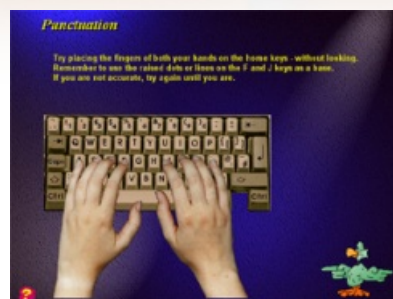 Punctuation
Try placing the fingers of both your hands on the home keys - without looking.
Remember to use the raised dots or lines on the F and J keys as a base.
If you are not accurate, try again until you are.
Q W E R T Y U I O P
V B N
Ctrl Ctrl
?